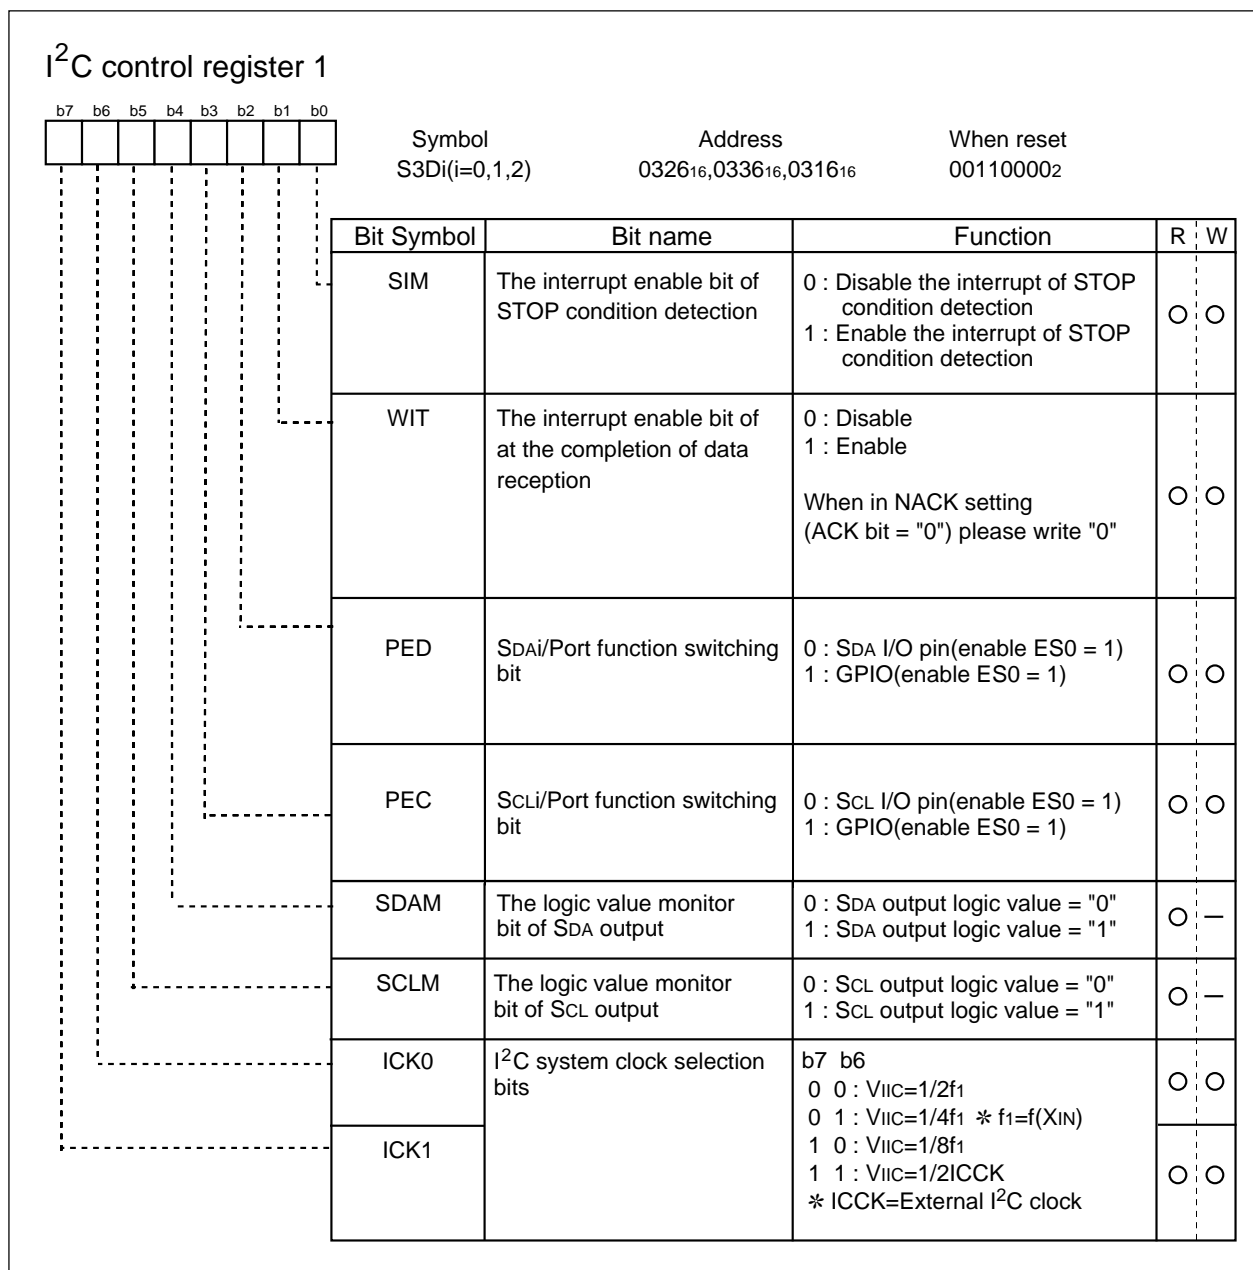 I2C control register 1
b7 b6 b5 b4 b3 b2 b1 b0
Symbol Address When reset
S3Di(i=0,1,2) 032616,033616,031616 001100002
Bit Symbol Bit name Function R W
SIM
The interrupt enable bit of
STOP condition detection
0 : Disable the interrupt of STOP
condition detection
1 : Enable the interrupt of STOP
condition detection
WIT
The interrupt enable bit of
at the completion of data
reception
0 : Disable
1 : Enable
When in NACK setting
(ACK bit = "0") please write "0"
PED
SDAi/Port function switching
bit
0 : SDA I/O pin(enable ES0 = 1)
1 : GPIO(enable ES0 = 1)
PEC
SCLi/Port function switching
bit
0 : SCL I/O pin(enable ES0 = 1)
1 : GPIO(enable ES0 = 1)
SDAM
The logic value monitor
bit of SDA output
0 : SDA output logic value = "0"
1 : SDA output logic value = "1"
SCLM
The logic value monitor
bit of SCL output
0 : SCL output logic value = "0"
1 : SCL output logic value = "1"
ICK0
I2C system clock selection
bits
b7 b6
0 0 : VIIC=1/2f1
0 1 : VIIC=1/4f1 * f1=f(XIN)
1 0 : VIIC=1/8f1
1 1 : VIIC=1/2ICCK
* ICCK=External I2C clock
ICK1